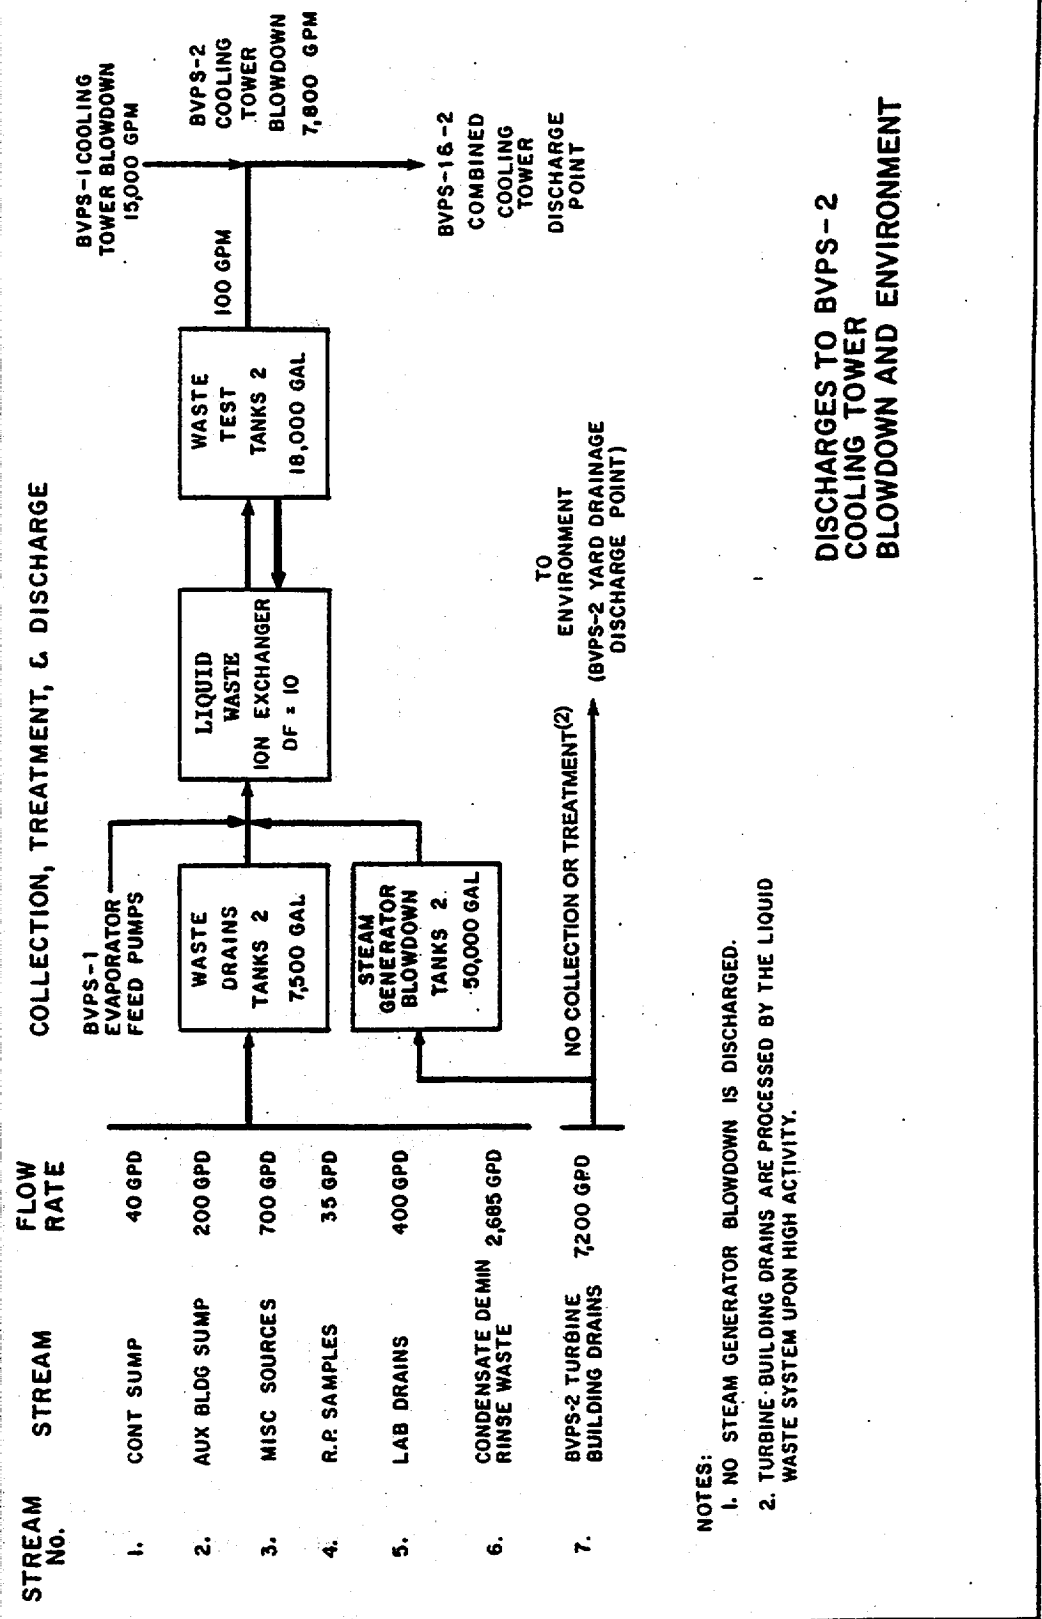 STREAM
No.
STREAM
FLOW
RATE
COLLECTION, TREATMENT, & DISCHARGE
1.
CONT SUMP
40 GPD
2.
AUX BLDG SUMP
200 GPD
3.
MISC SOURCES
700 GPD
4.
R.P. SAMPLES
35 GPD
5.
LAB DRAINS
400 GPD
6.
CONDENSATE DEMIN
RINSE WASTE
2,685 GPD
7.
BVPS-2 TURBINE
BUILDING DRAINS
7,200 GPD
BVPS-1
EVAPORATOR
FEED PUMPS
WASTE
DRAINS
TANKS 2
7,500 GAL
STEAM
GENERATOR
BLOWDOWN
TANKS 2
50,000 GAL
LIQUID
WASTE
ION EXCHANGER
DF = 10
WASTE
TEST
TANKS 2
18,000 GAL
100 GPM
BVPS-1 COOLING
TOWER BLOWDOWN
15,000 GPM
BVPS-2
COOLING
TOWER
BLOWDOWN
7,800 GPM
BVPS-1&-2
COMBINED
COOLING
TOWER
DISCHARGE
POINT
NO COLLECTION OR TREATMENT(2)
TO
ENVIRONMENT
(BVPS-2 YARD DRAINAGE
DISCHARGE POINT)
NOTES:
1. NO STEAM GENERATOR BLOWDOWN IS DISCHARGED.
2. TURBINE BUILDING DRAINS ARE PROCESSED BY THE LIQUID
WASTE SYSTEM UPON HIGH ACTIVITY.
DISCHARGES TO BVPS-2
COOLING TOWER
BLOWDOWN AND ENVIRONMENT